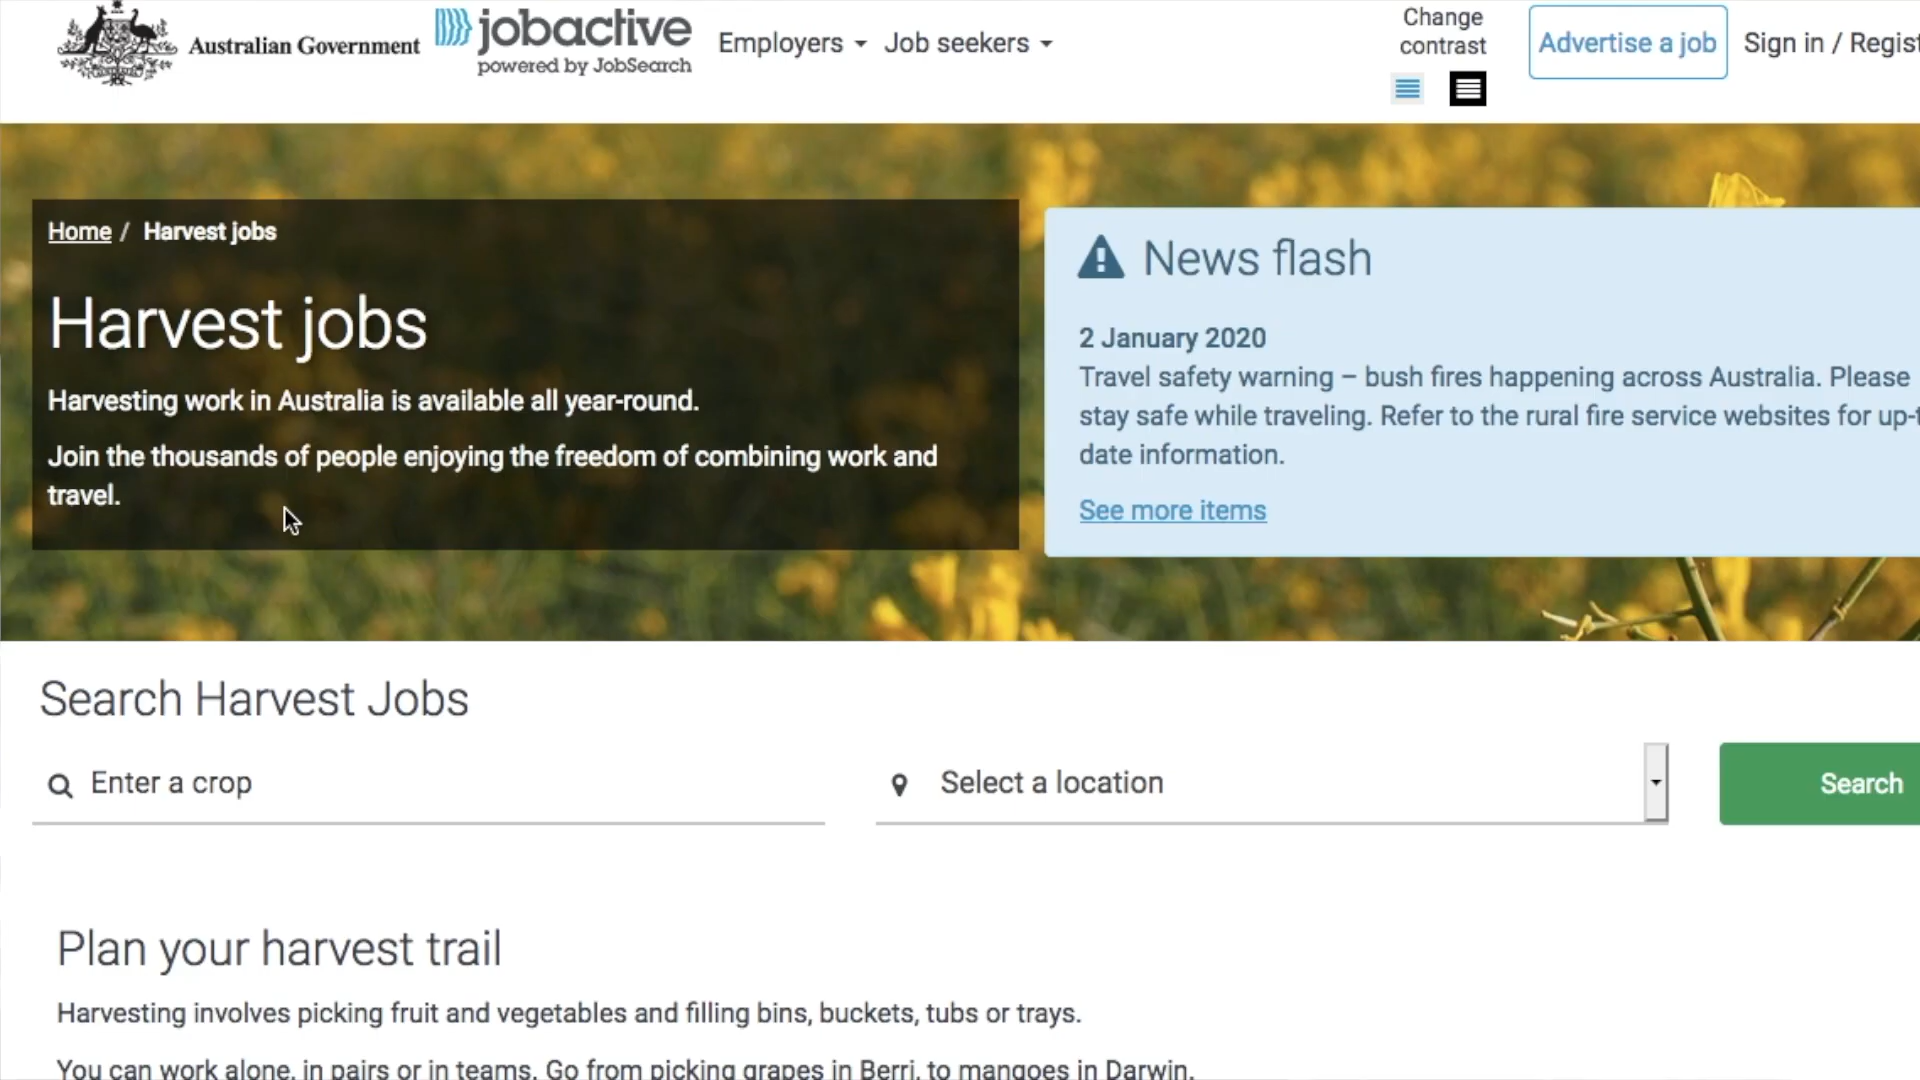 Australian Government
jobactive
powered by JobSearch
Employers
Job seekers
Change
contrast
Advertise a job
Sign in / Regist
Home / Harvest jobs
Harvest jobs
Harvesting work in Australia is available all year-round.
Join the thousands of people enjoying the freedom of combining work and
travel.
News flash
2 January 2020
Travel safety warning – bush fires happening across Australia. Please
stay safe while traveling. Refer to the rural fire service websites for up-t
date information.
See more items
Search Harvest Jobs
Enter a crop
Select a location
Search
Plan your harvest trail
Harvesting involves picking fruit and vegetables and filling bins, buckets, tubs or trays.
You can work alone, in pairs or in teams. Go from picking grapes in Berri, to mangoes in Darwin.